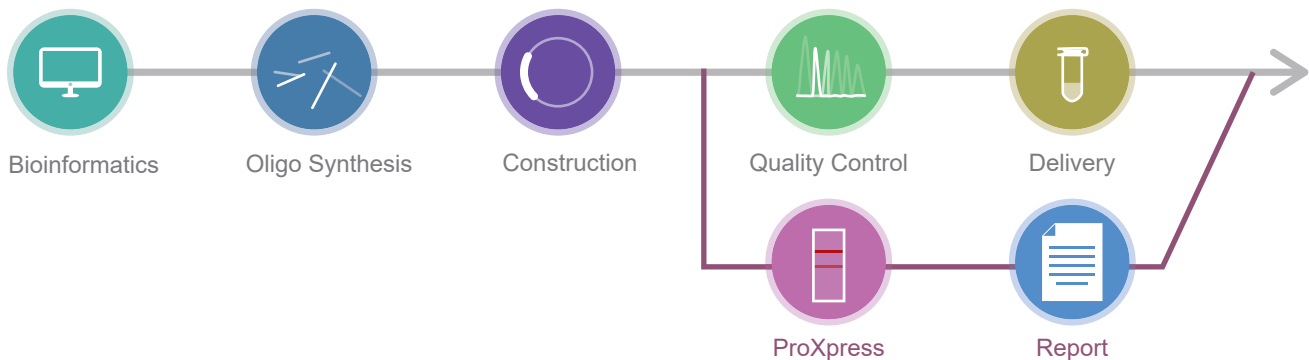 Bioinformatics
Oligo Synthesis
Construction
Quality Control
Delivery
ProXpress
Report